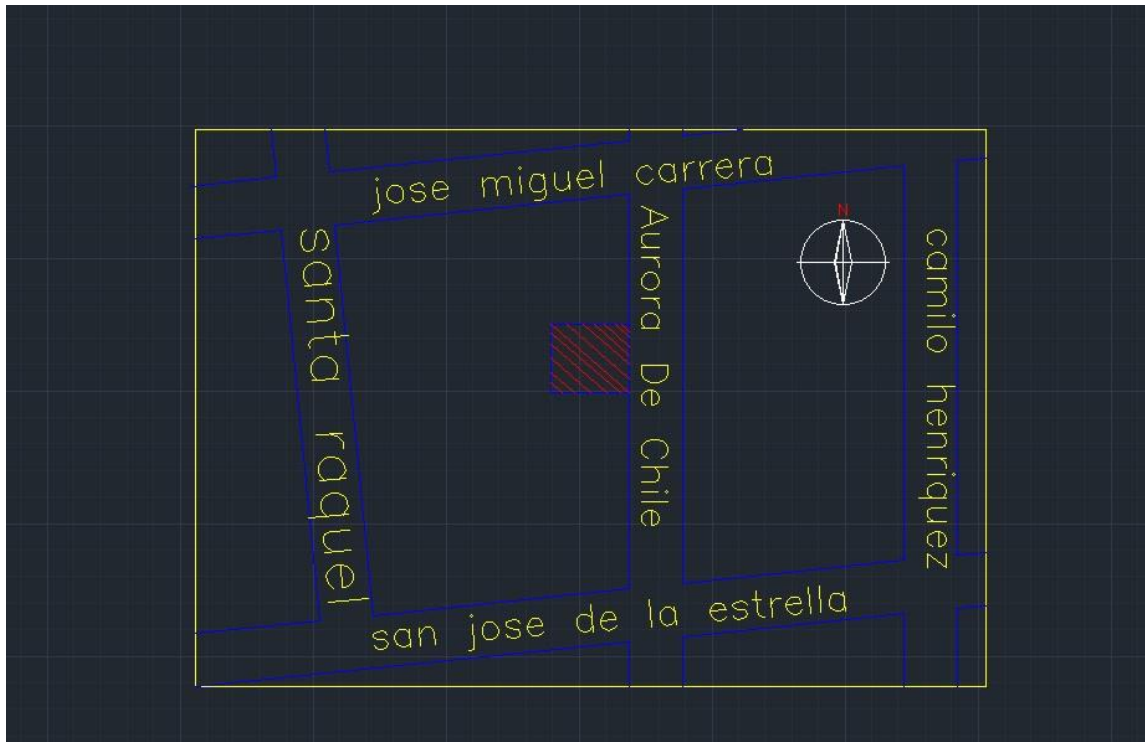 jose miguel carrera
santa raquel
Aurora De Chile
N
camilo henriquez
san jose de la estrella